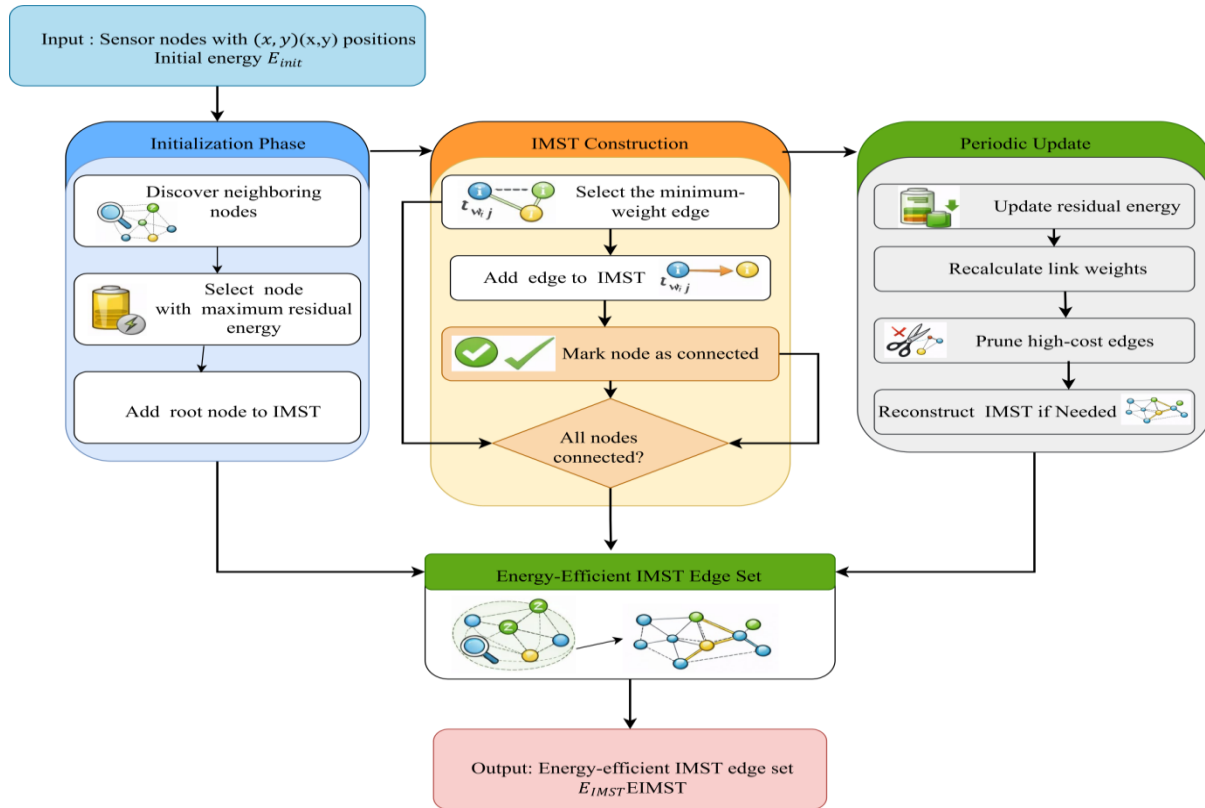 Input : Sensor nodes with (x, y)(x,y) positions
Initial energy E_init
Initialization Phase
Discover neighboring
nodes
Select node
with maximum residual
energy
Add root node to IMST
IMST Construction
Select the minimum-
weight edge
Add edge to IMST
Mark node as connected
All nodes
connected?
Periodic Update
Update residual energy
Recalculate link weights
Prune high-cost edges
Reconstruct IMST if Needed
Energy-Efficient IMST Edge Set
Output: Energy-efficient IMST edge set
E_IMST EIMST